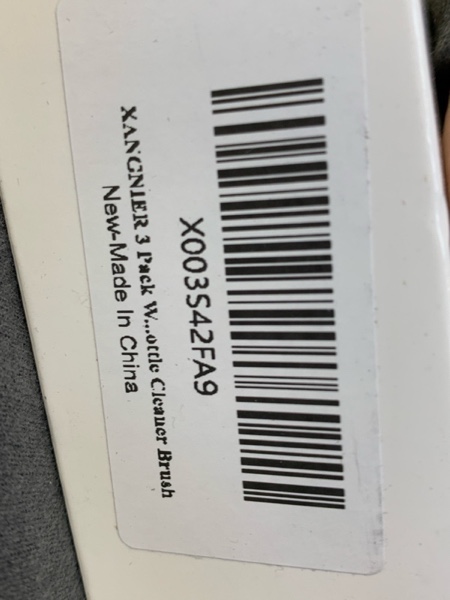 X003S42FA9
XANGNIER 3 Pack W...ottle Cleaner Brush
New-Made In China